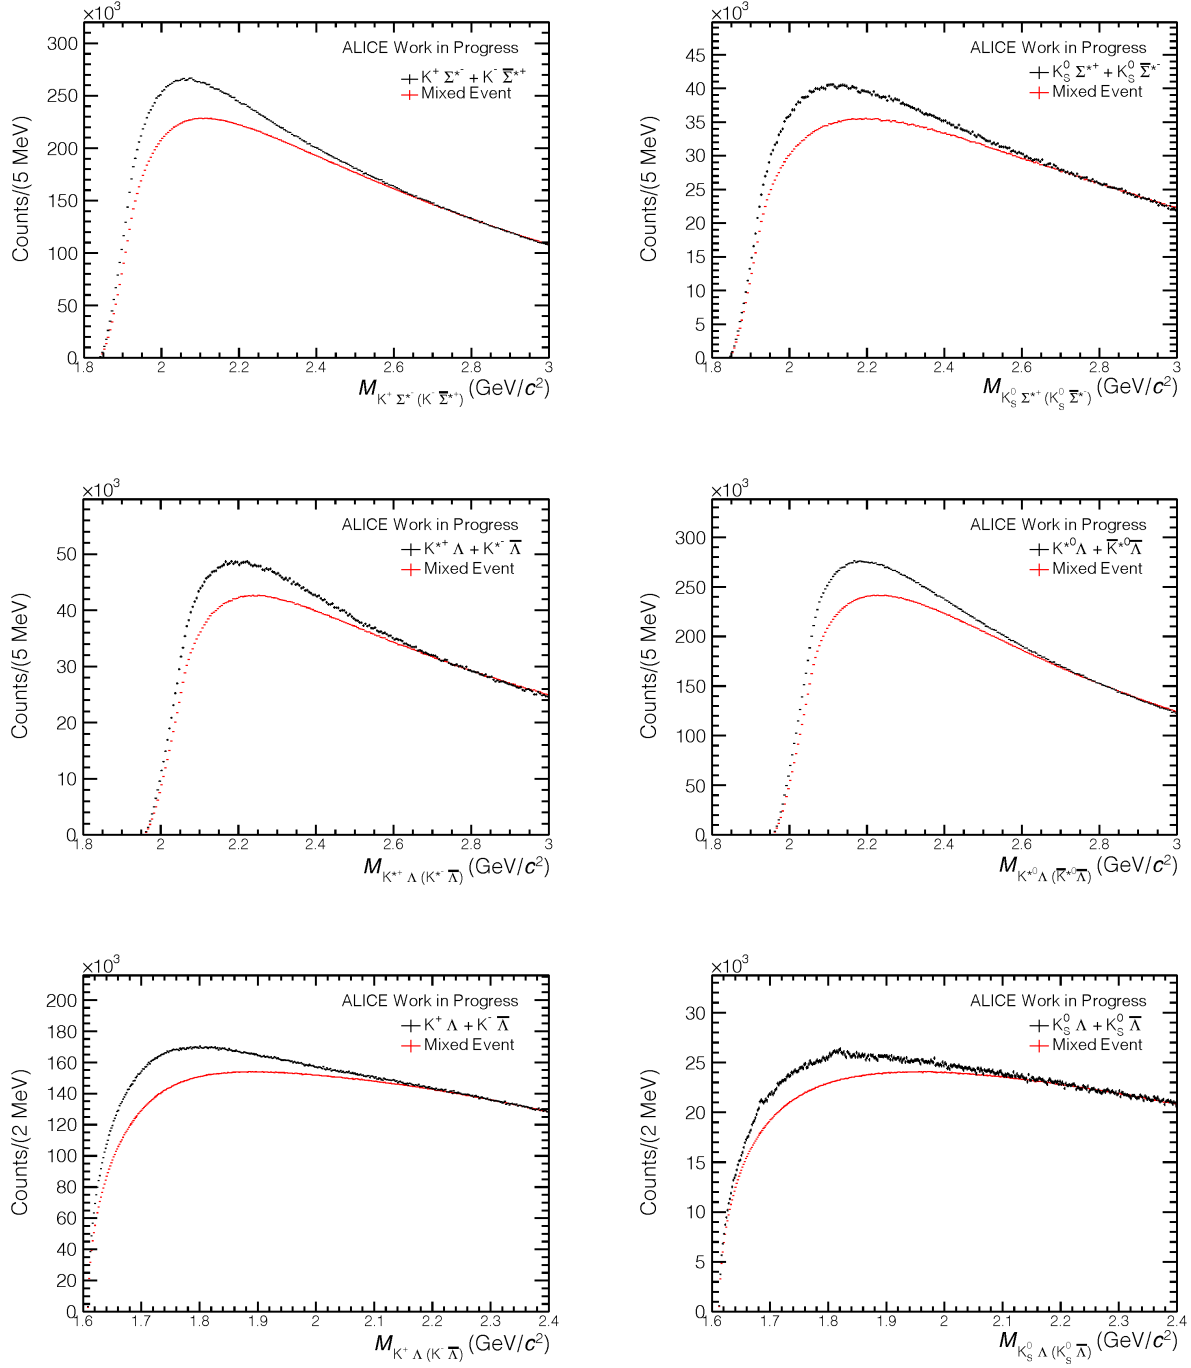 ×10³
ALICE Work in Progress
K⁺ Σ*⁻ + K⁻ Σ̅*⁺
Mixed Event
Counts/(5 MeV)
300
250
200
150
100
50
0
1.8 2 2.2 2.4 2.6 2.8 3
M K⁺ Σ*⁻ (K⁻ Σ̅*⁺) (GeV/c²)
×10³
ALICE Work in Progress
K⁰S Σ*⁺ + K⁰S Σ̅*⁻
Mixed Event
Counts/(5 MeV)
45
40
35
30
25
20
15
10
5
0
1.8 2 2.2 2.4 2.6 2.8 3
M K⁰S Σ*⁺ (K⁰S Σ̅*⁻) (GeV/c²)
×10³
ALICE Work in Progress
K*⁺ Λ + K*⁻ Λ̅
Mixed Event
Counts/(5 MeV)
50
40
30
20
10
0
1.8 2 2.2 2.4 2.6 2.8 3
M K*⁺ Λ (K*⁻ Λ̅) (GeV/c²)
×10³
ALICE Work in Progress
K*⁰Λ + K̅*⁰Λ̅
Mixed Event
Counts/(5 MeV)
300
250
200
150
100
50
0
1.8 2 2.2 2.4 2.6 2.8 3
M K*⁰Λ (K̅*⁰Λ̅) (GeV/c²)
×10³
ALICE Work in Progress
K⁺ Λ + K⁻ Λ̅
Mixed Event
Counts/(2 MeV)
200
180
160
140
120
100
80
60
40
20
0
1.6 1.7 1.8 1.9 2 2.1 2.2 2.3 2.4
M K⁺ Λ (K⁻ Λ̅) (GeV/c²)
×10³
ALICE Work in Progress
K⁰S Λ + K⁰S Λ̅
Mixed Event
Counts/(2 MeV)
30
25
20
15
10
5
0
1.6 1.7 1.8 1.9 2 2.1 2.2 2.3 2.4
M K⁰S Λ (K⁰S Λ̅) (GeV/c²)